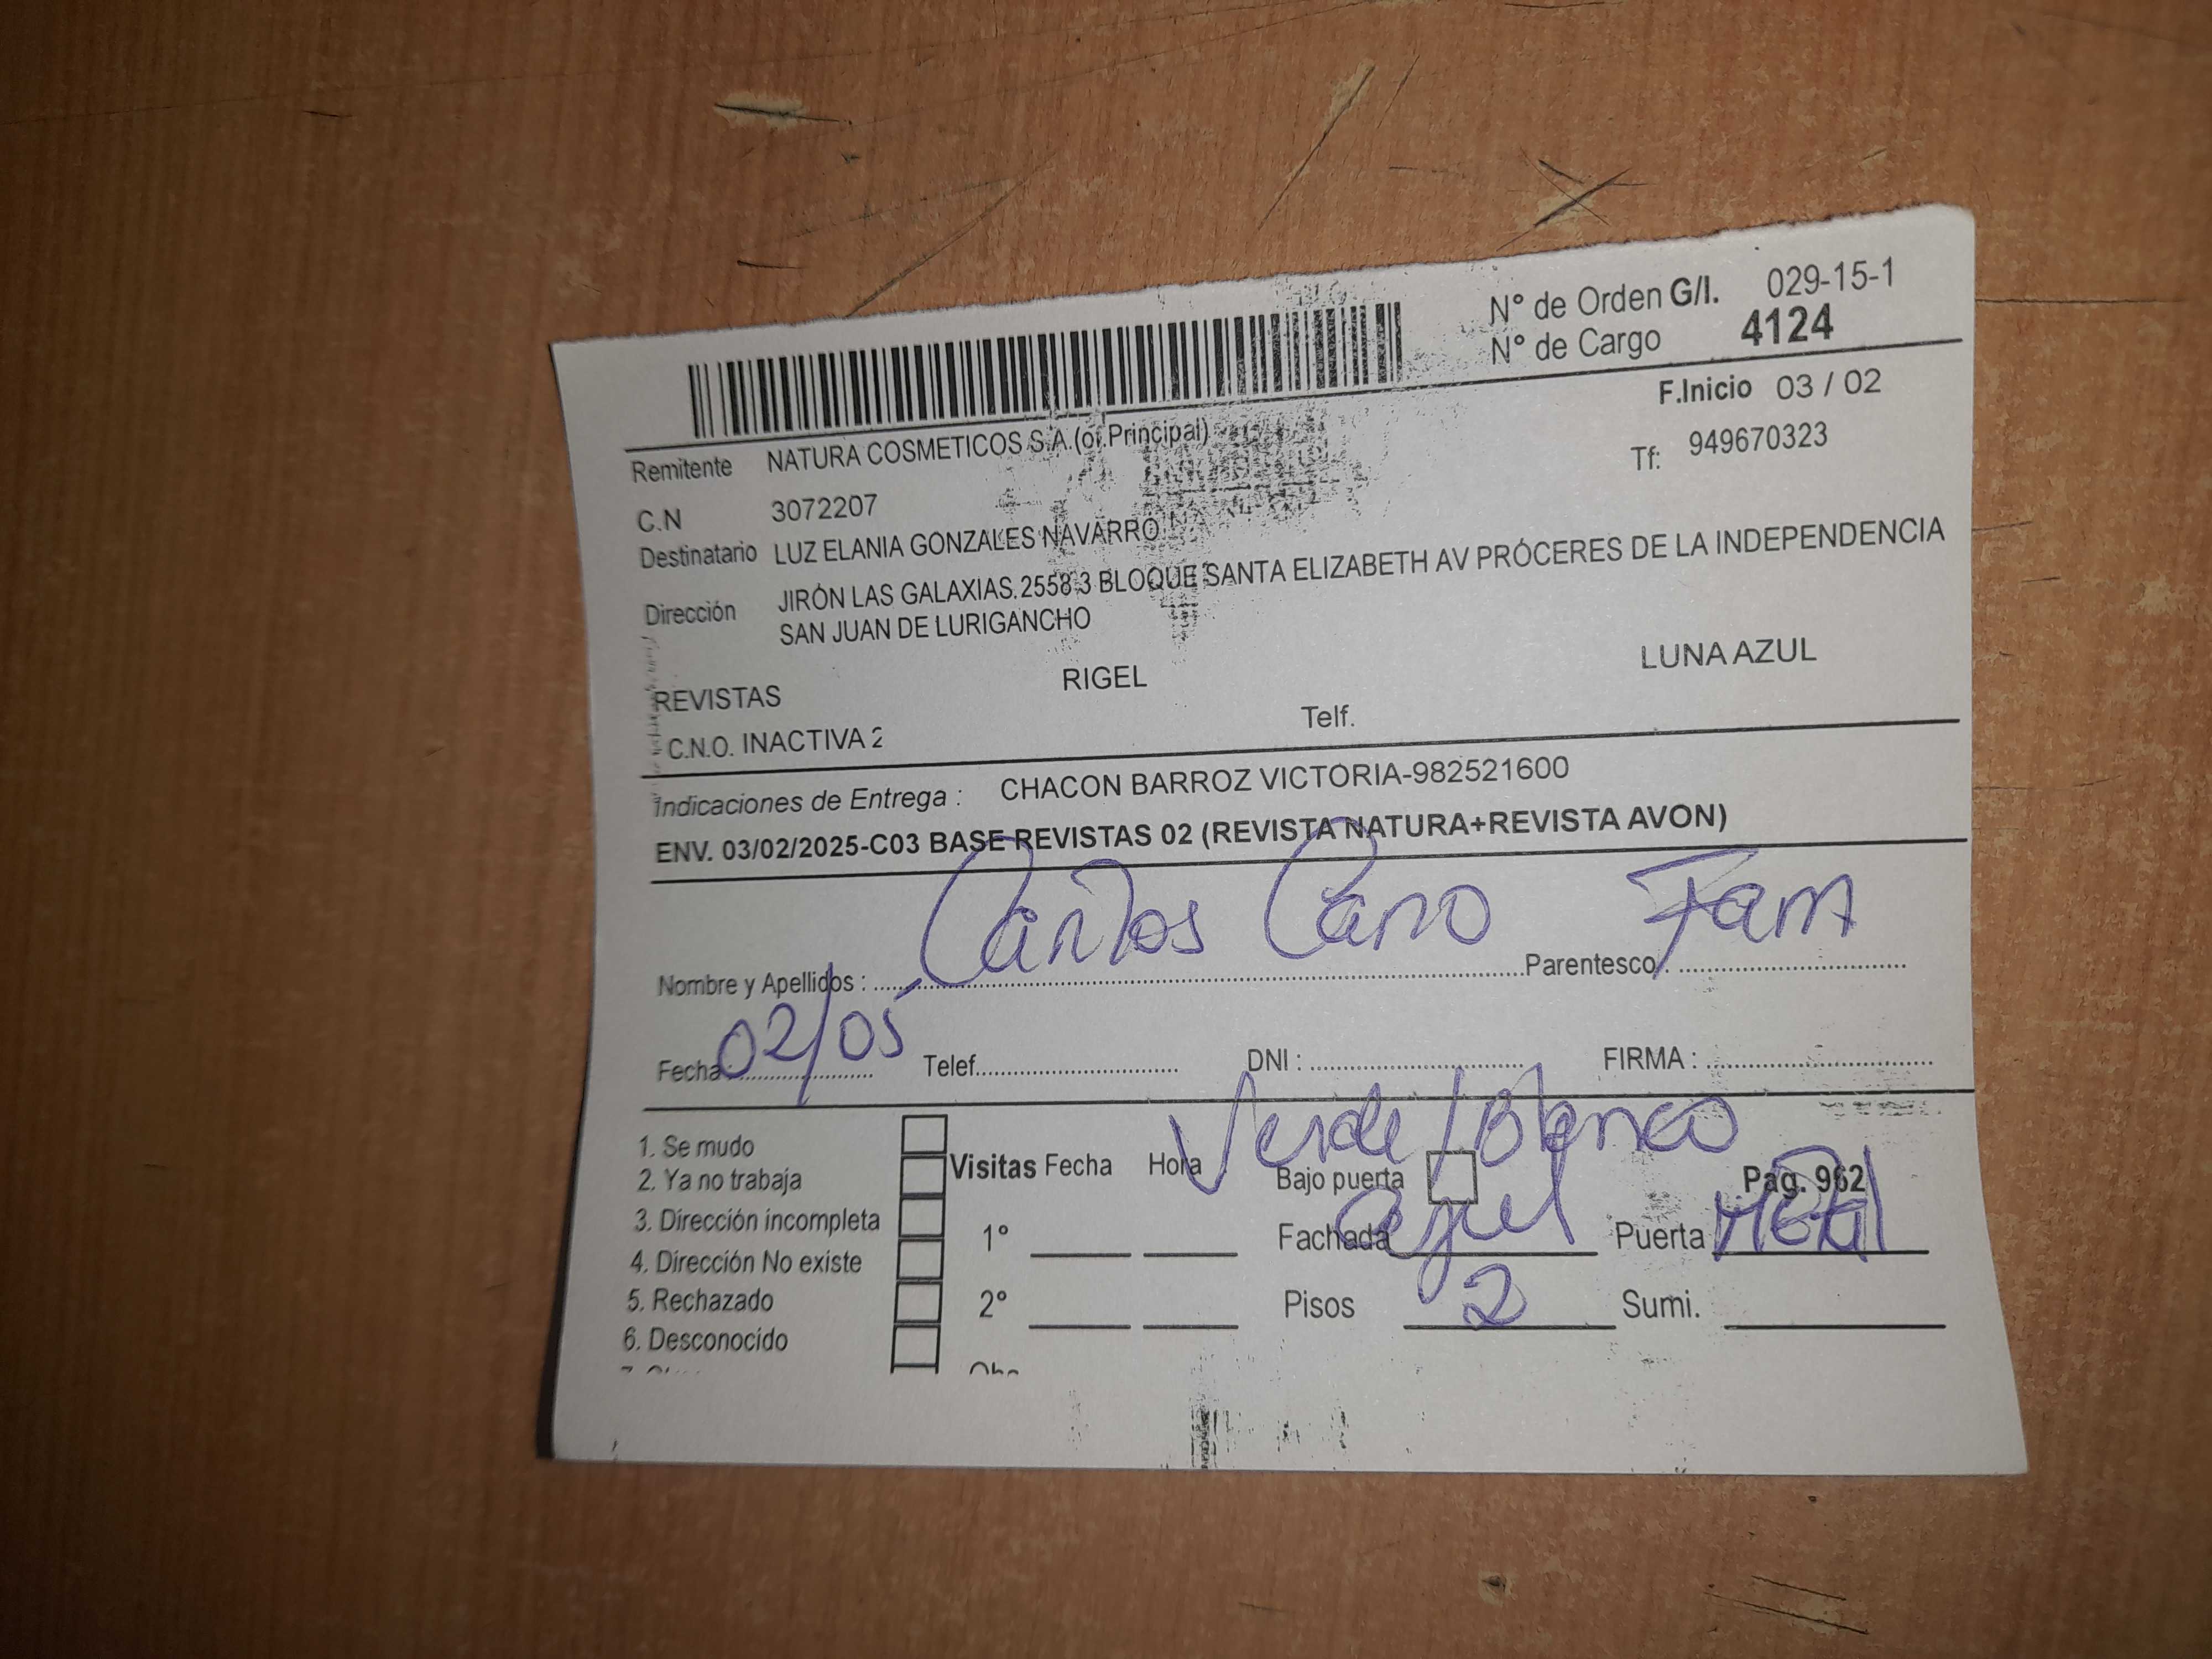 N° de Orden G/I. 029-15-1
N° de Cargo 4124
F.Inicio 03 / 02
Remitente NATURA COSMETICOS S.A.(of.Principal)
Tf: 949670323
C.N 3072207
Destinatario LUZ ELANIA GONZALES NAVARRO
Dirección JIRÓN LAS GALAXIAS.2558 3 BLOQUE SANTA ELIZABETH AV PRÓCERES DE LA INDEPENDENCIA
SAN JUAN DE LURIGANCHO
REVISTAS RIGEL LUNA AZUL
C.N.O. INACTIVA 2 Telf.
Indicaciones de Entrega : CHACON BARROZ VICTORIA-982521600
ENV. 03/02/2025-C03 BASE REVISTAS 02 (REVISTA NATURA+REVISTA AVON)
Nombre y Apellidos : Carlos Cano Parentesco : Fam
Fecha : 02/05 Telef. DNI : FIRMA :
Verde / Blanco
1. Se mudo
2. Ya no trabaja Visitas Fecha Hora Bajo puerta Pag. 962
3. Dirección incompleta 1° Fachada azul Puerta Metal
4. Dirección No existe
5. Rechazado 2° Pisos 2 Sumi.
6. Desconocido